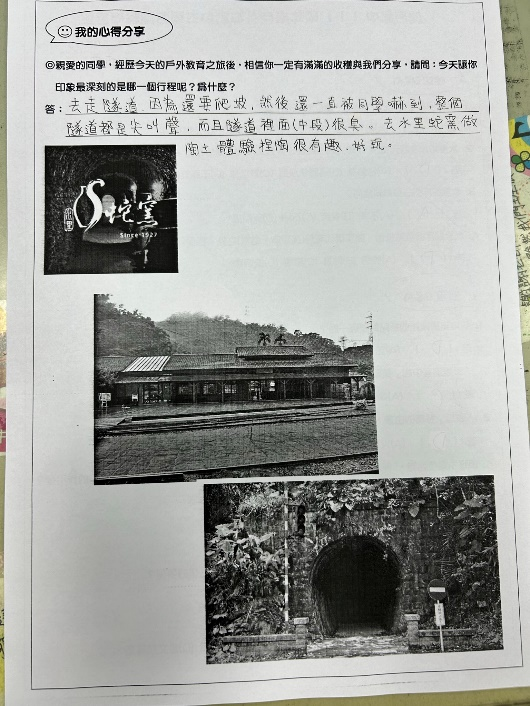 我的心得分享
◎親愛的同學，經歷今天的戶外教育之旅後，相信你一定有滿滿的收穫與我們分享，請問：今天讓你
印象最深刻的是哪一個行程呢？為什麼？
答：去走隧道，因為還要爬坡，然後還一直被同學嚇到，整個
隧道都是尖叫聲，而且隧道裡面(中段)很臭。去水里蛇窯做
陶土體驗捏陶很有趣、好玩。
水里
蛇窯
Since 1927